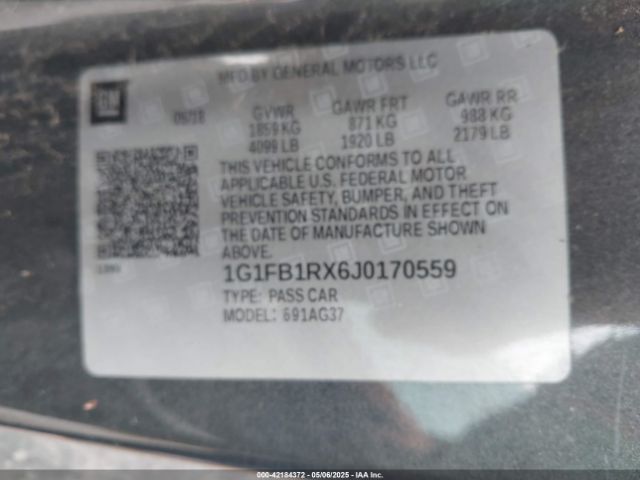 MFD BY GENERAL MOTORS LLC
GM
05/18 GVWR GAWR FRT GAWR RR
1859 KG 871 KG 988 KG
4099 LB 1920 LB 2179 LB
THIS VEHICLE CONFORMS TO ALL
APPLICABLE U.S. FEDERAL MOTOR
VEHICLE SAFETY, BUMPER, AND THEFT
PREVENTION STANDARDS IN EFFECT ON
THE DATE OF MANUFACTURE SHOWN
ABOVE.
1G1FB1RX6J0170559
TYPE: PASS CAR
MODEL: 691AG37
000-42184372 - 05/06/2025 - IAAI.COM